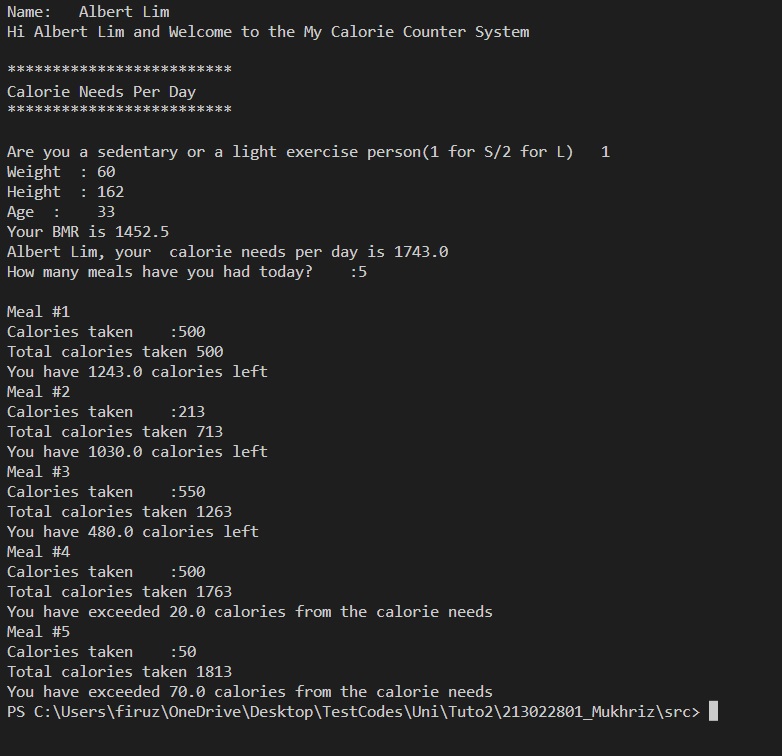 Name:   Albert Lim
Hi Albert Lim and Welcome to the My Calorie Counter System
*************************
Calorie Needs Per Day
*************************
Are you a sedentary or a light exercise person(1 for S/2 for L)   1
Weight  : 60
Height  : 162
Age  :    33
Your BMR is 1452.5
Albert Lim, your  calorie needs per day is 1743.0
How many meals have you had today?    :5
Meal #1
Calories taken    :500
Total calories taken 500
You have 1243.0 calories left
Meal #2
Calories taken    :213
Total calories taken 713
You have 1030.0 calories left
Meal #3
Calories taken    :550
Total calories taken 1263
You have 480.0 calories left
Meal #4
Calories taken    :500
Total calories taken 1763
You have exceeded 20.0 calories from the calorie needs
Meal #5
Calories taken    :50
Total calories taken 1813
You have exceeded 70.0 calories from the calorie needs
PS C:\Users\firuz\OneDrive\Desktop\TestCodes\Uni\Tuto2\213022801_Mukhriz\src>